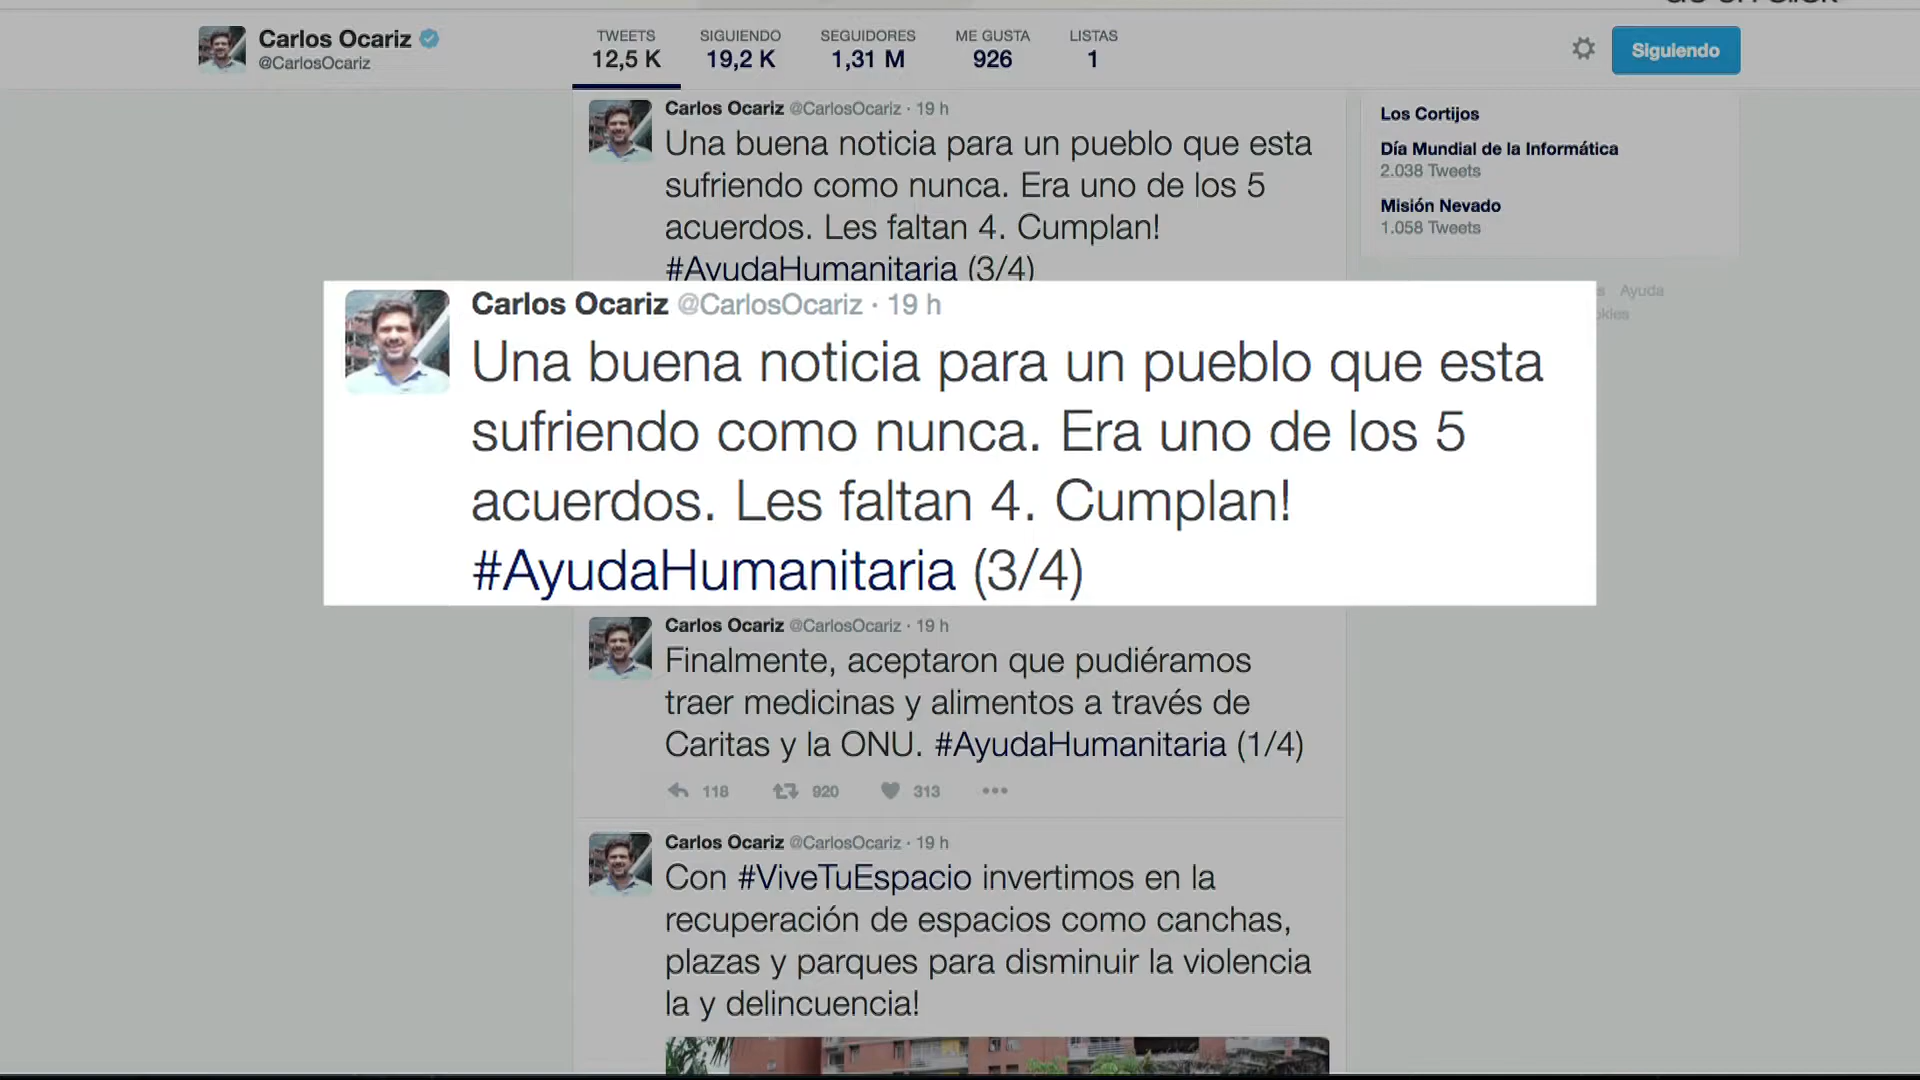 Carlos Ocariz
@CarlosOcariz
TWEETS
12,5 K
SIGUIENDO
19,2 K
SEGUIDORES
1,31 M
ME GUSTA
926
LISTAS
1
Siguiendo
Carlos Ocariz @CarlosOcariz · 19 h
Una buena noticia para un pueblo que esta
sufriendo como nunca. Era uno de los 5
acuerdos. Les faltan 4. Cumplan!
#AyudaHumanitaria (3/4)
Los Cortijos
Día Mundial de la Informática
2.038 Tweets
Misión Nevado
1.058 Tweets
Ayuda
Carlos Ocariz @CarlosOcariz · 19 h
Una buena noticia para un pueblo que esta
sufriendo como nunca. Era uno de los 5
acuerdos. Les faltan 4. Cumplan!
#AyudaHumanitaria (3/4)
Carlos Ocariz @CarlosOcariz · 19 h
Finalmente, aceptaron que pudiéramos
traer medicinas y alimentos a través de
Caritas y la ONU. #AyudaHumanitaria (1/4)
118 920 313
Carlos Ocariz @CarlosOcariz · 19 h
Con #ViveTuEspacio invertimos en la
recuperación de espacios como canchas,
plazas y parques para disminuir la violencia
la y delincuencia!